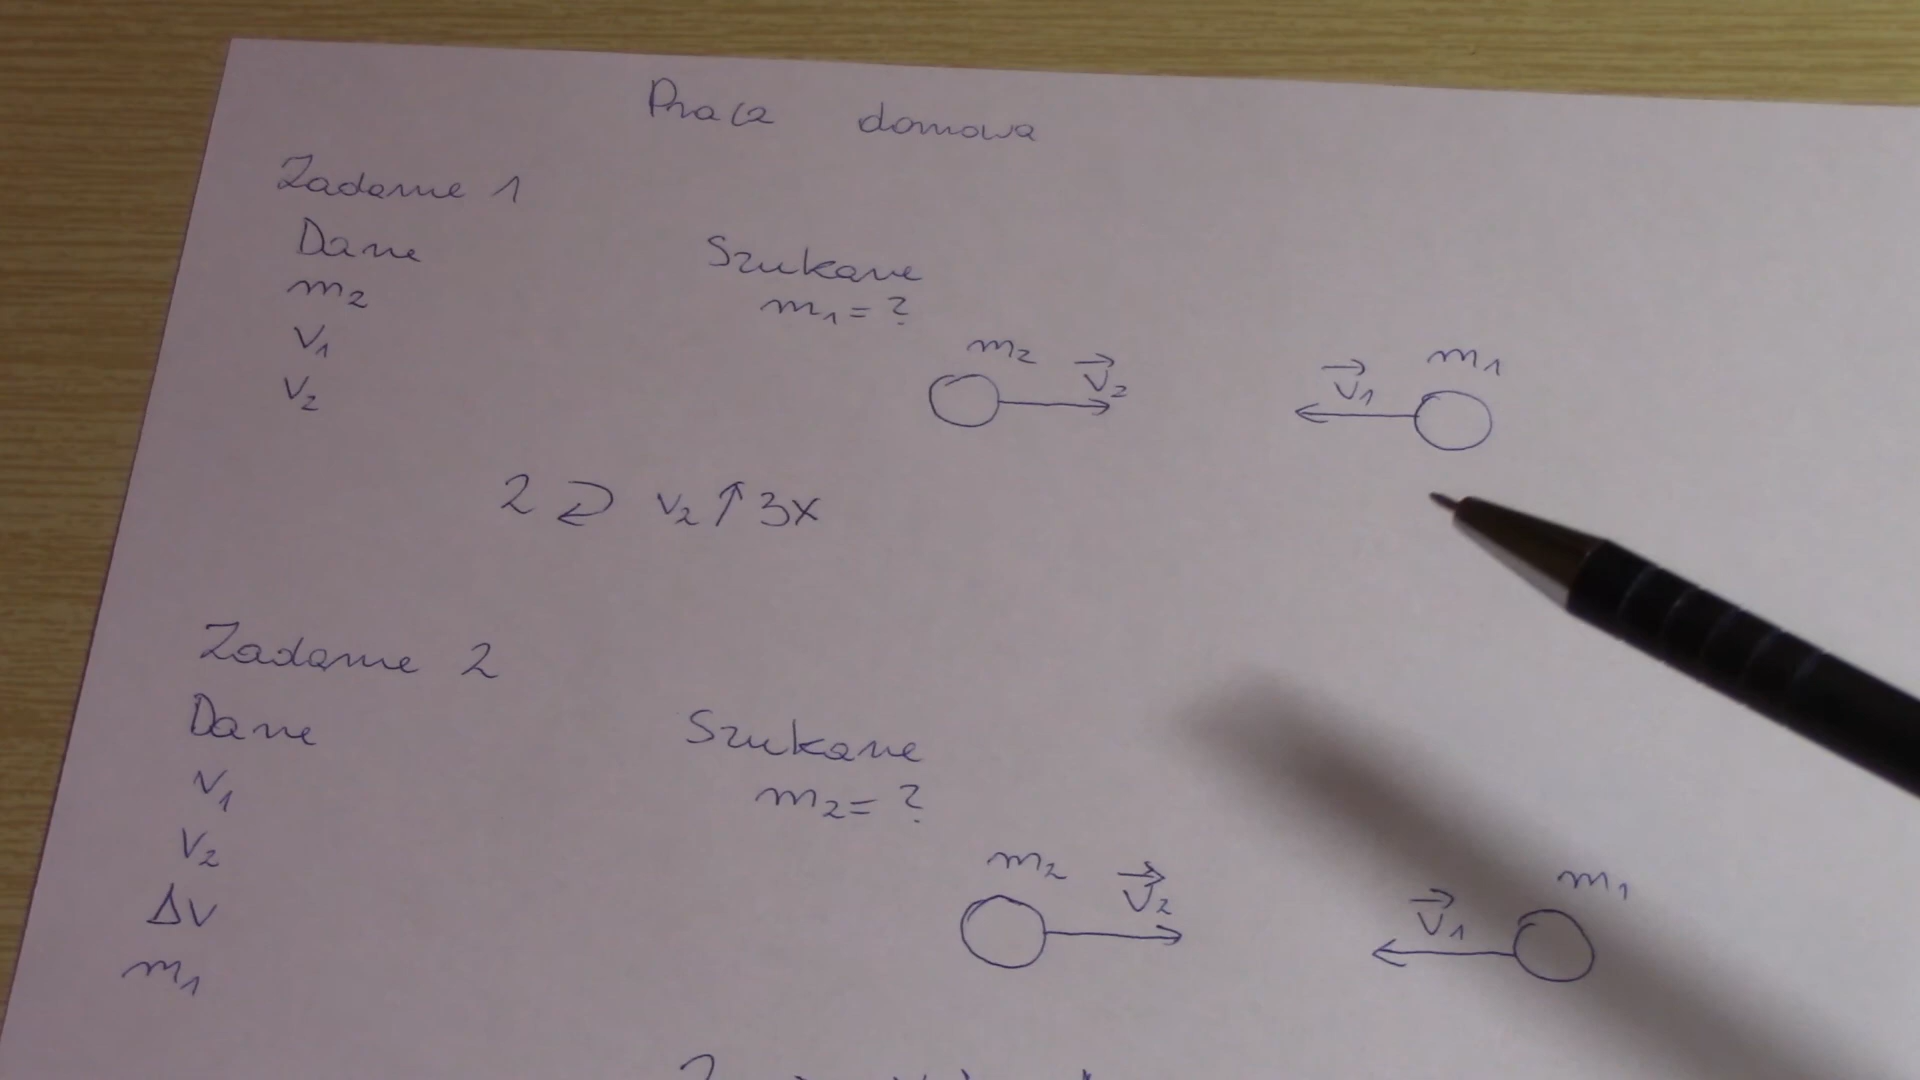 Praca domowa
Zadanie 1
Dane
Szukane
m₂
m₁ = ?
v₁
v₂
m₂ v₂
v₁ m₁
2 v₂ ↑ 3x
Zadanie 2
Dane
Szukane
v₁
m₂ = ?
v₂
Δv
m₁
m₂ v₂
v₁ m₁